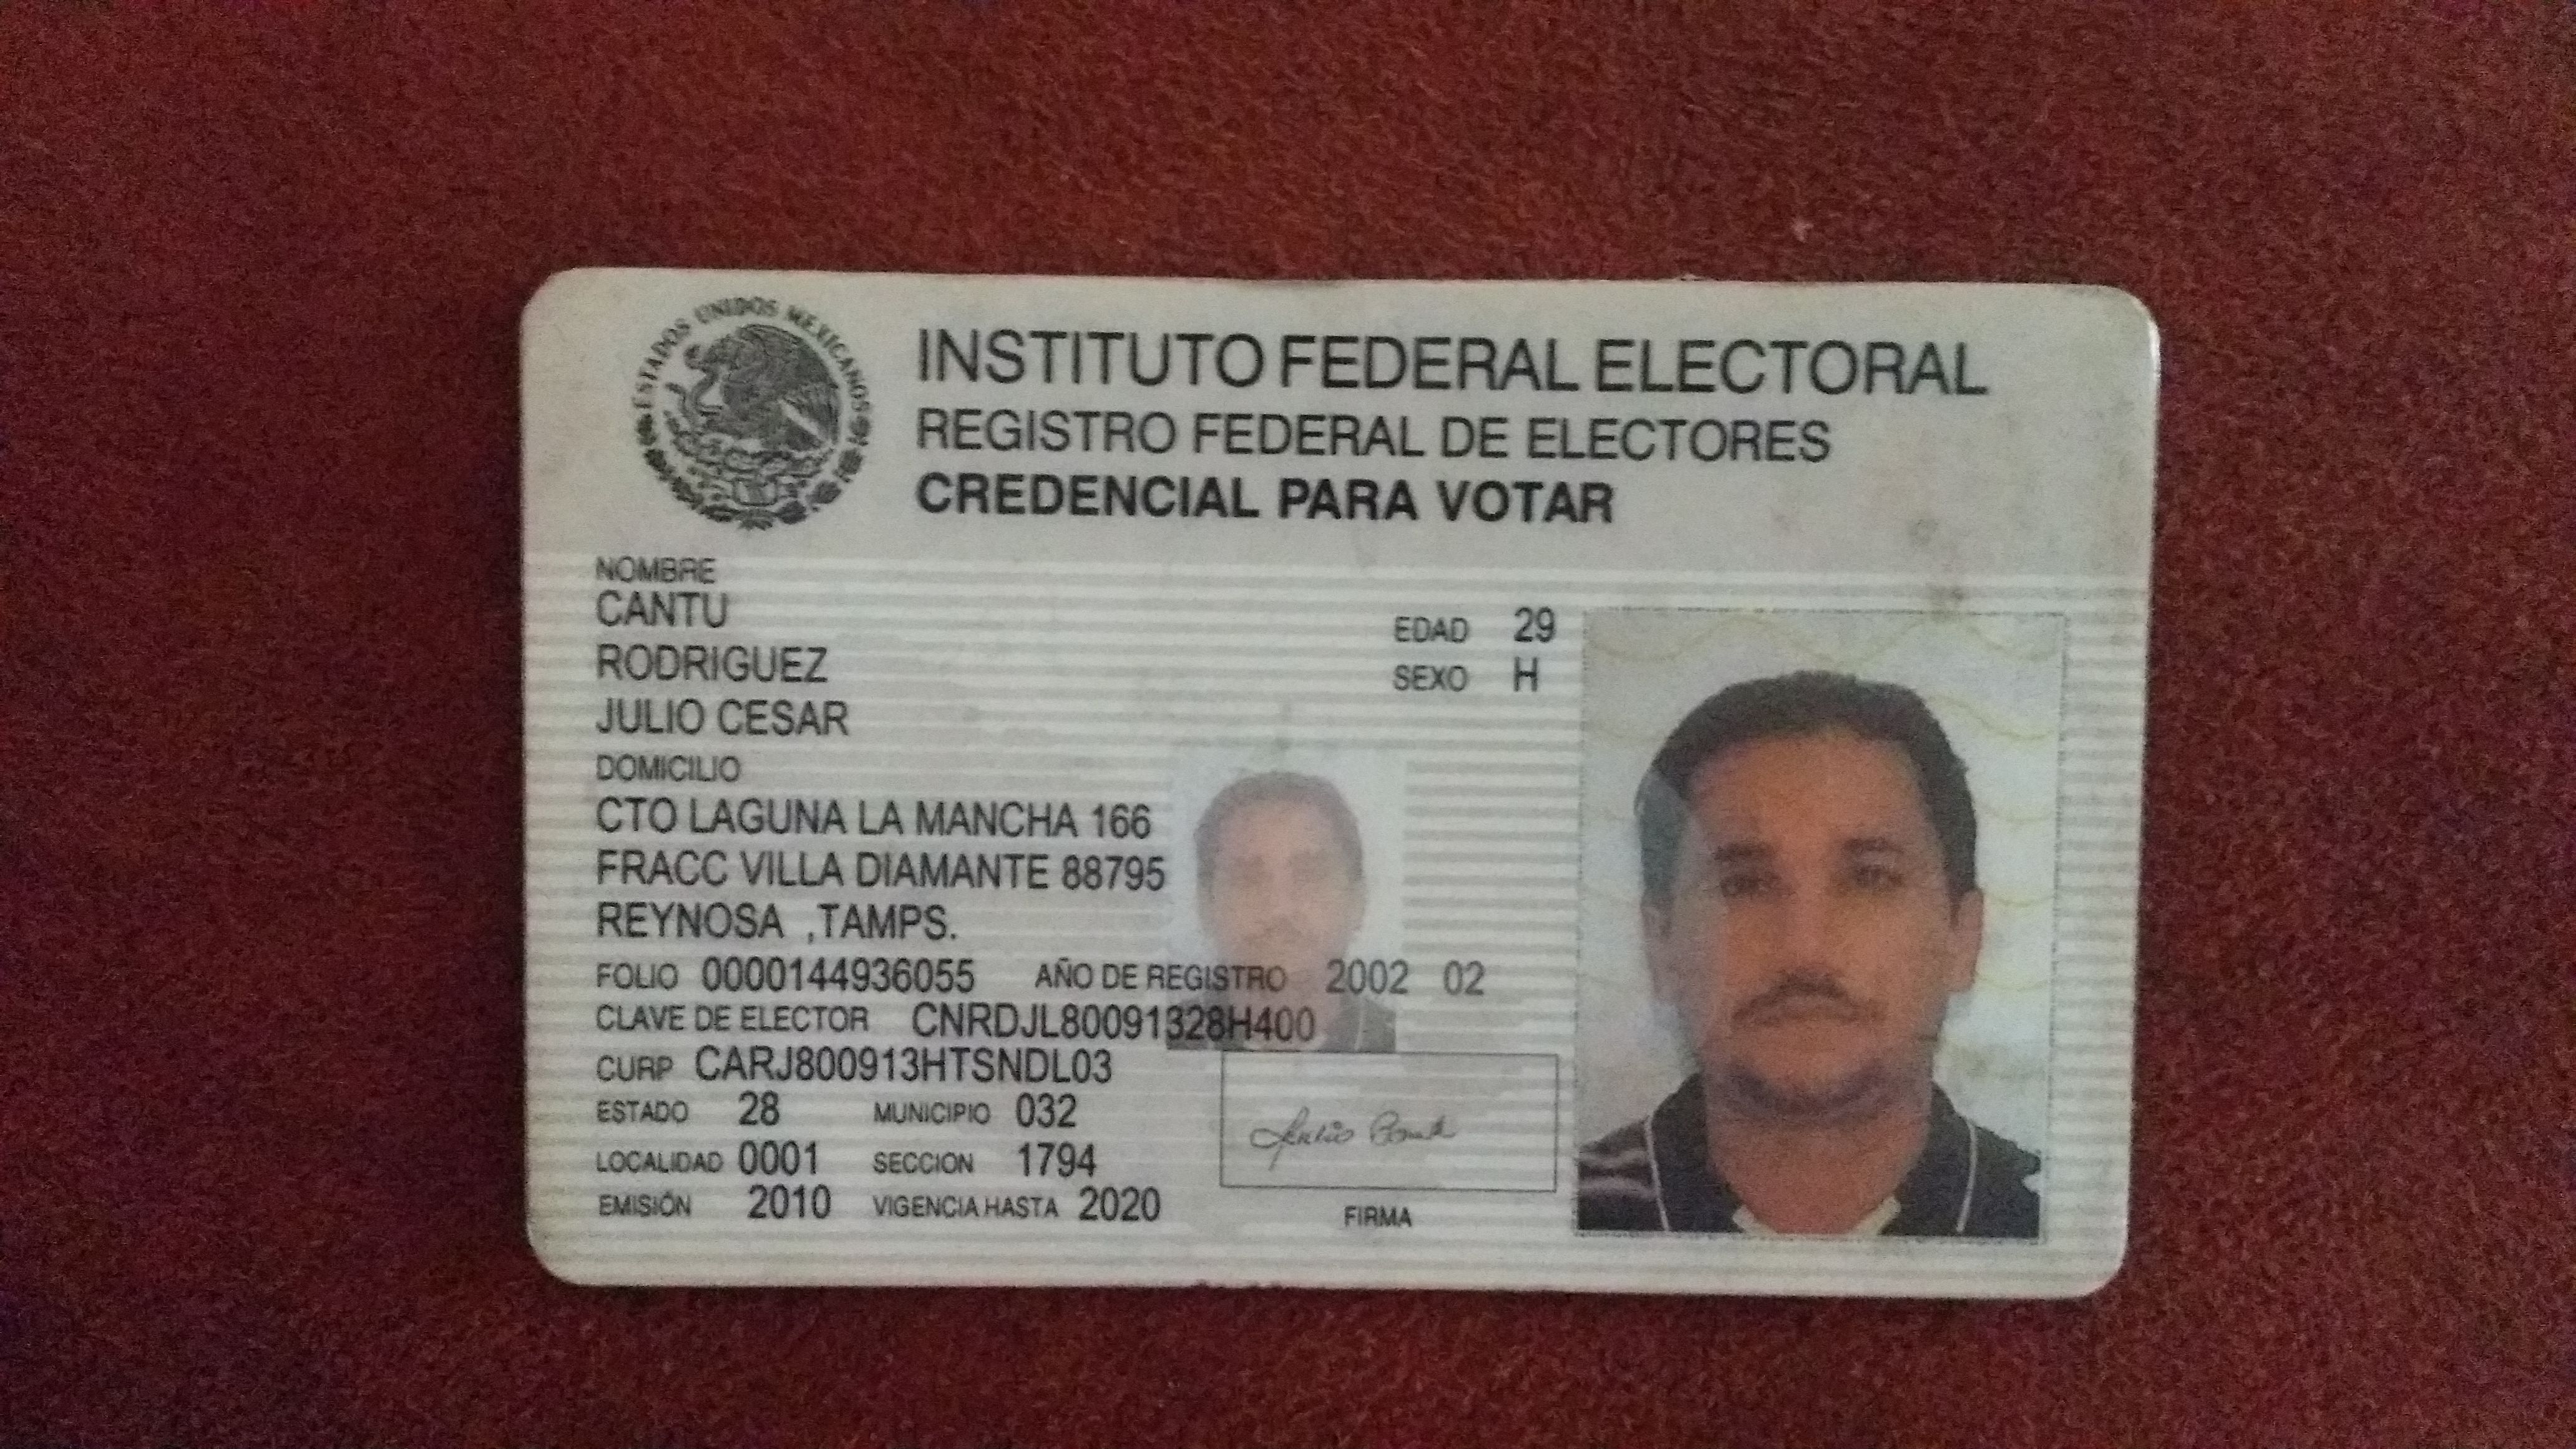 ESTADOS UNIDOS MEXICANOS
INSTITUTO FEDERAL ELECTORAL
REGISTRO FEDERAL DE ELECTORES
CREDENCIAL PARA VOTAR
NOMBRE
CANTU
RODRIGUEZ
JULIO CESAR
EDAD 29
SEXO H
DOMICILIO
CTO LAGUNA LA MANCHA 166
FRACC VILLA DIAMANTE 88795
REYNOSA ,TAMPS.
FOLIO 0000144936055 AÑO DE REGISTRO 2002 02
CLAVE DE ELECTOR CNRDJL80091328H400
CURP CARJ800913HTSNDL03
ESTADO 28 MUNICIPIO 032
LOCALIDAD 0001 SECCION 1794
EMISIÓN 2010 VIGENCIA HASTA 2020
FIRMA